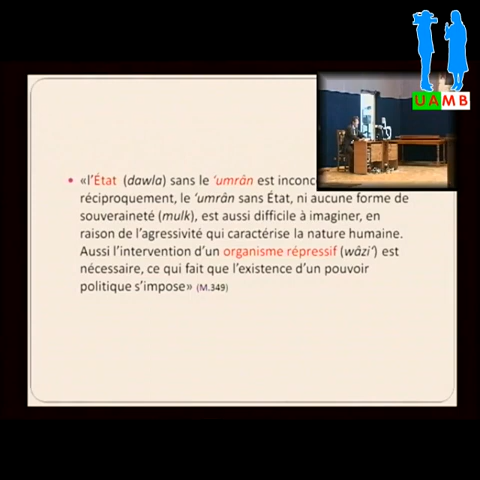 UAMB
• «l'État (dawla) sans le 'umrân est inconc
réciproquement, le 'umrân sans État, ni aucune forme de
souveraineté (mulk), est aussi difficile à imaginer, en
raison de l'agressivité qui caractérise la nature humaine.
Aussi l'intervention d'un organisme répressif (wâzi') est
nécessaire, ce qui fait que l'existence d'un pouvoir
politique s'impose» (M.349)